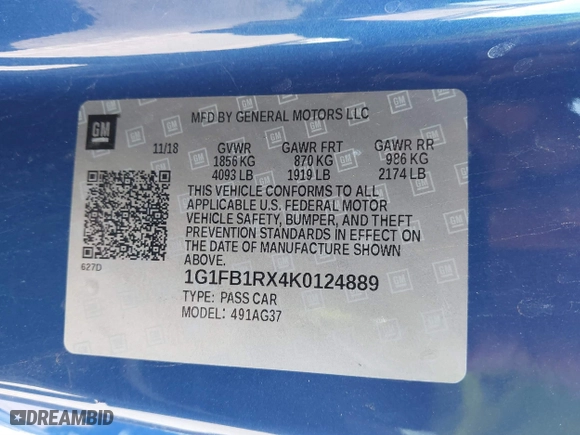 MFD BY GENERAL MOTORS LLC
GM
11/18 GVWR GAWR FRT GAWR RR
1856 KG 870 KG 986 KG
4093 LB 1919 LB 2174 LB
THIS VEHICLE CONFORMS TO ALL
APPLICABLE U.S. FEDERAL MOTOR
VEHICLE SAFETY, BUMPER, AND THEFT
PREVENTION STANDARDS IN EFFECT ON
THE DATE OF MANUFACTURE SHOWN
ABOVE.
627D
1G1FB1RX4K0124889
TYPE: PASS CAR
MODEL: 491AG37
DREAMBID